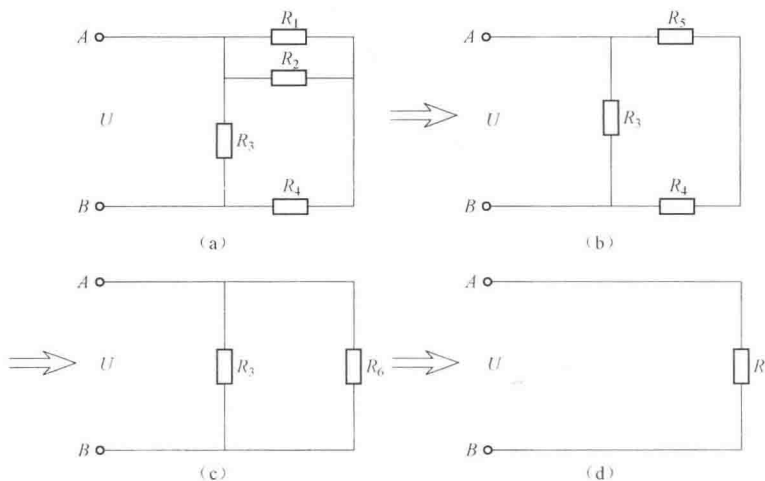 A R₁ R₂ U R₃ R₄ B
(a)
A R₅ U R₃ R₄ B
(b)
A U R₃ R₆ B
(c)
A U R B
(d)